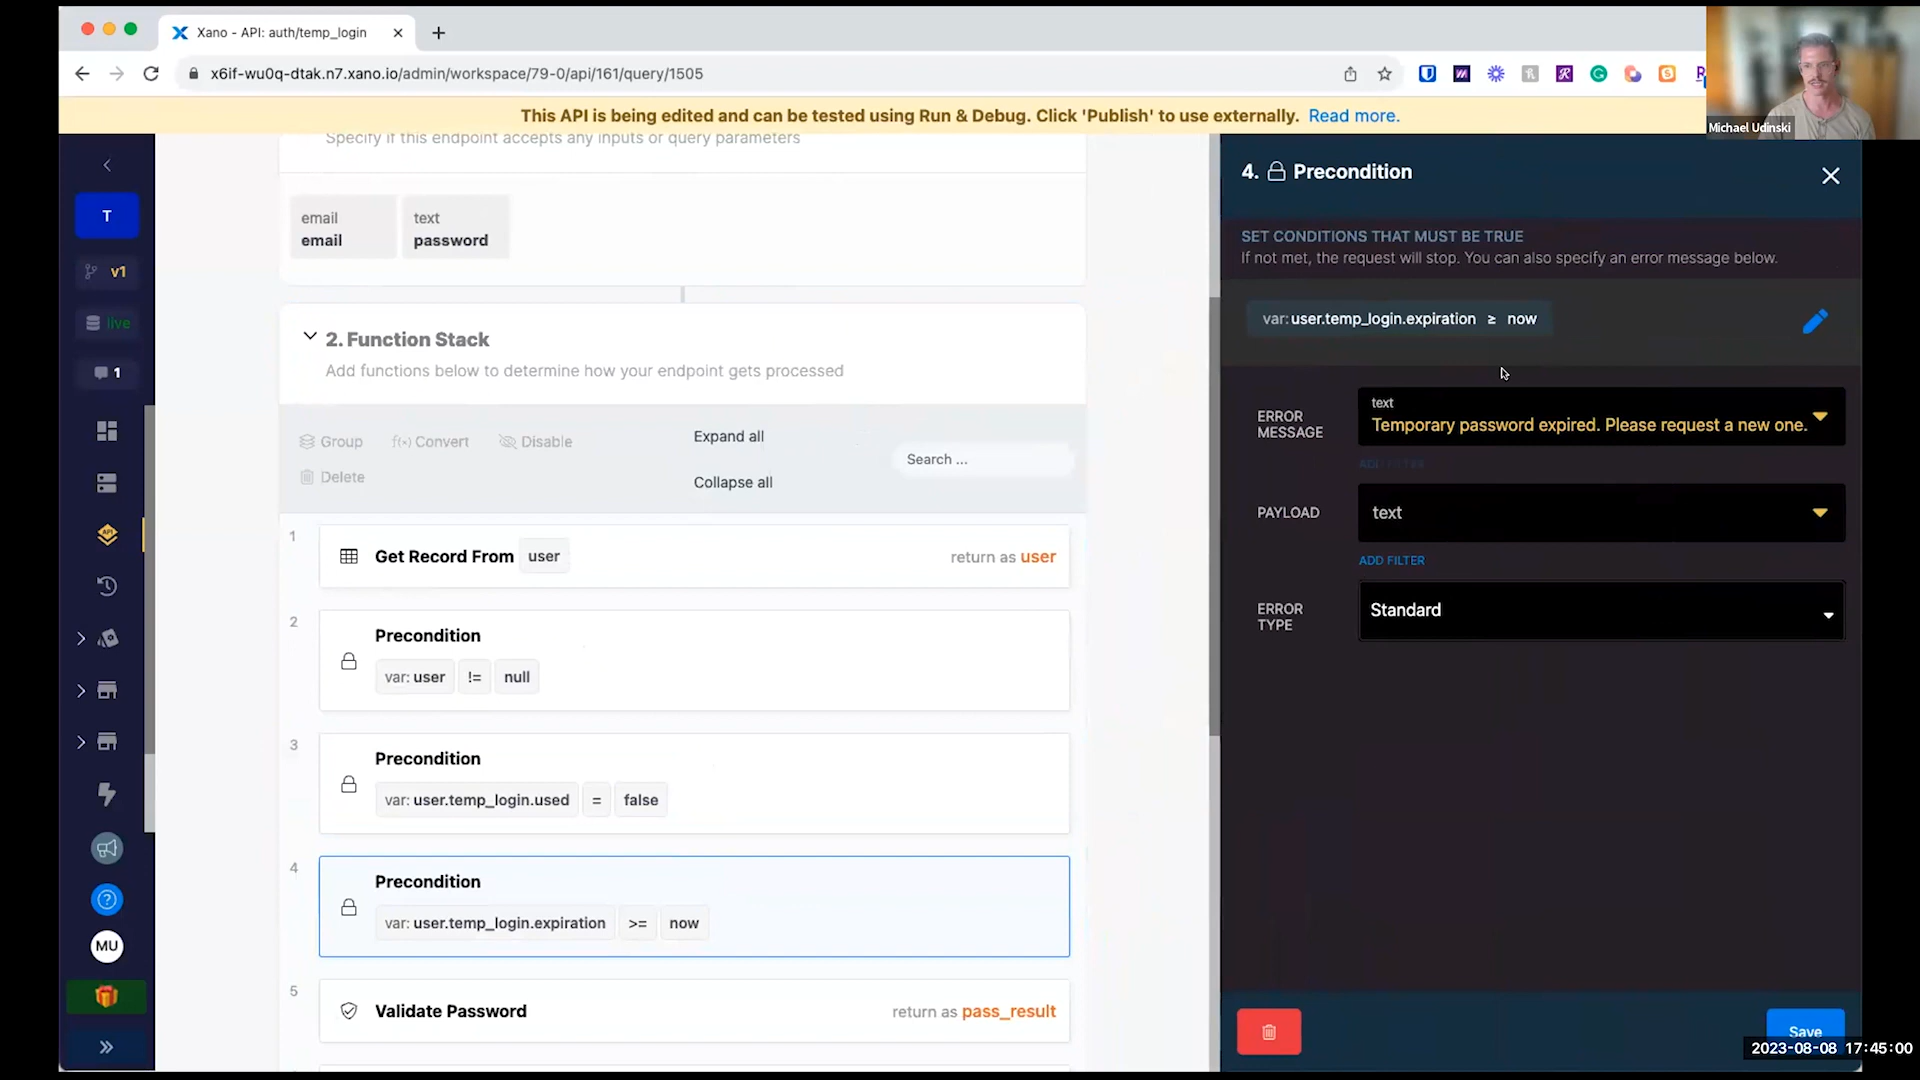 Xano - API: auth/temp_login
x6if-wu0q-dtak.n7.xano.io/admin/workspace/79-0/api/161/query/1505
This API is being edited and can be tested using Run & Debug. Click 'Publish' to use externally. Read more.
Michael Udinski
T
v1
live
1
MU
Specify if this endpoint accepts any inputs or query parameters
email
email
text
password
2. Function Stack
Add functions below to determine how your endpoint gets processed
Group
f(x) Convert
Disable
Delete
Expand all
Collapse all
Search ...
1
Get Record From user
return as user
2
Precondition
var: user != null
3
Precondition
var: user.temp_login.used = false
4
Precondition
var: user.temp_login.expiration >= now
5
Validate Password
return as pass_result
4. Precondition
SET CONDITIONS THAT MUST BE TRUE
If not met, the request will stop. You can also specify an error message below.
var: user.temp_login.expiration ≥ now
ERROR
MESSAGE
text
Temporary password expired. Please request a new one.
ADD FILTER
PAYLOAD
text
ADD FILTER
ERROR
TYPE
Standard
Save
2023-08-08 17:45:00